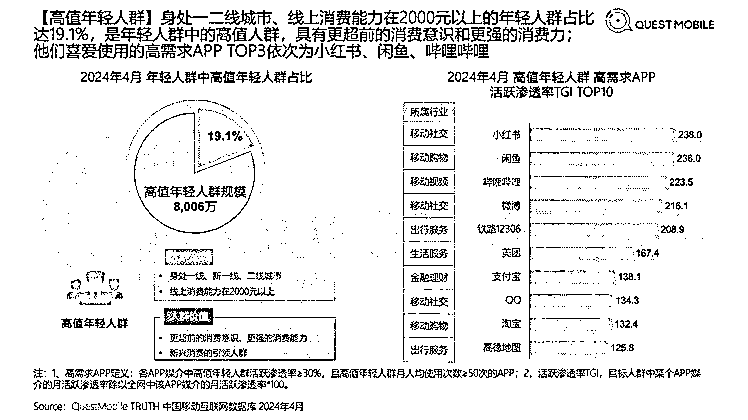 【高值年轻人群】身处一二线城市、线上消费能力在2000元以上的年轻人群占比
达19.1%，是年轻人群中的高值人群，具有更超前的消费意识和更强的消费力；
他们喜爱使用的高需求APP TOP3依次为小红书、闲鱼、哔哩哔哩
QUESTMOBILE
2024年4月 年轻人群中高值年轻人群占比
19.1%
高值年轻人群规模
8,006万
高值年轻人群
• 身处一线、新一线、二线城市
• 线上消费能力在2000元以上
人群价值
• 更超前的消费意识、更强的消费能力
• 新兴消费的引领人群
2024年4月 高值年轻人群 高需求APP
活跃渗透率TGI TOP10
所属行业
移动社交 小红书 238.0
移动购物 闲鱼 236.0
移动视频 哔哩哔哩 223.5
移动社交 微博 216.1
出行服务 铁路12306 208.9
生活服务 美团 167.4
金融理财 支付宝 138.1
移动社交 QQ 134.3
移动购物 淘宝 132.4
出行服务 高德地图 125.8
注：1、高需求APP定义：各APP媒介中高值年轻人群活跃渗透率≥30%，且高值年轻人群月人均使用次数≥50次的APP；2、活跃渗透率TGI，目标人群中某个APP媒
介的月活跃渗透率除以全网中该APP媒介的月活跃渗透率*100。
Source：QuestMobile TRUTH 中国移动互联网数据库 2024年4月